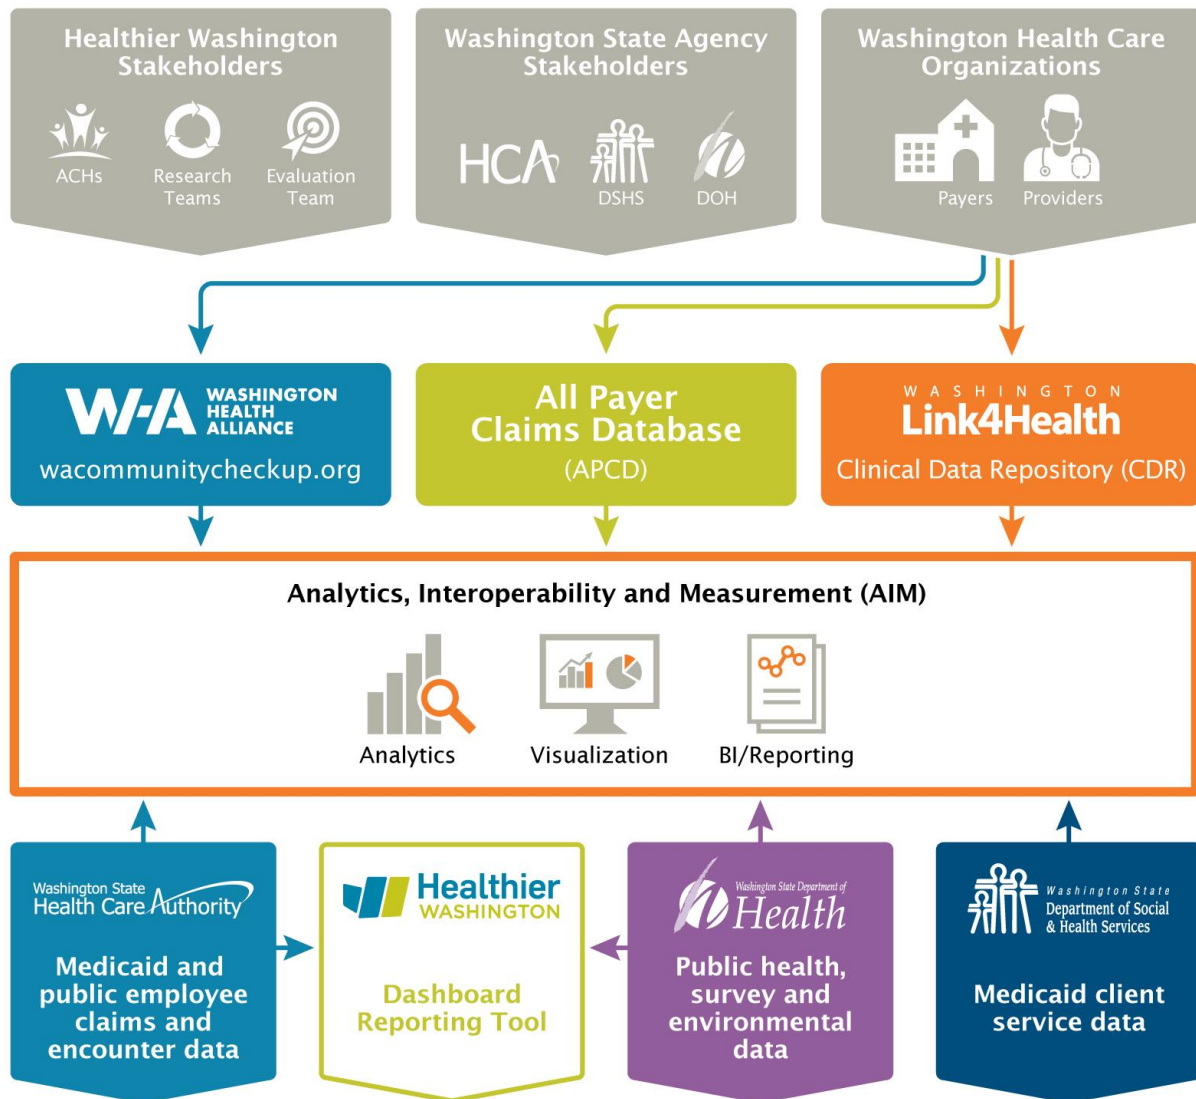 Healthier Washington
Stakeholders
ACHs
Research
Teams
Evaluation
Team
Washington State Agency
Stakeholders
HCA
DSHS
DOH
Washington Health Care
Organizations
Payers
Providers
WHA
WASHINGTON
HEALTH
ALLIANCE
wacommunitycheckup.org
All Payer
Claims Database
(APCD)
WASHINGTON
Link4Health
Clinical Data Repository (CDR)
Analytics, Interoperability and Measurement (AIM)
Analytics
Visualization
BI/Reporting
Washington State
Health Care Authority
Medicaid and
public employee
claims and
encounter data
Healthier
WASHINGTON
Dashboard
Reporting Tool
Washington State Department of
Health
Public health,
survey and
environmental
data
Washington State
Department of Social
& Health Services
Medicaid client
service data